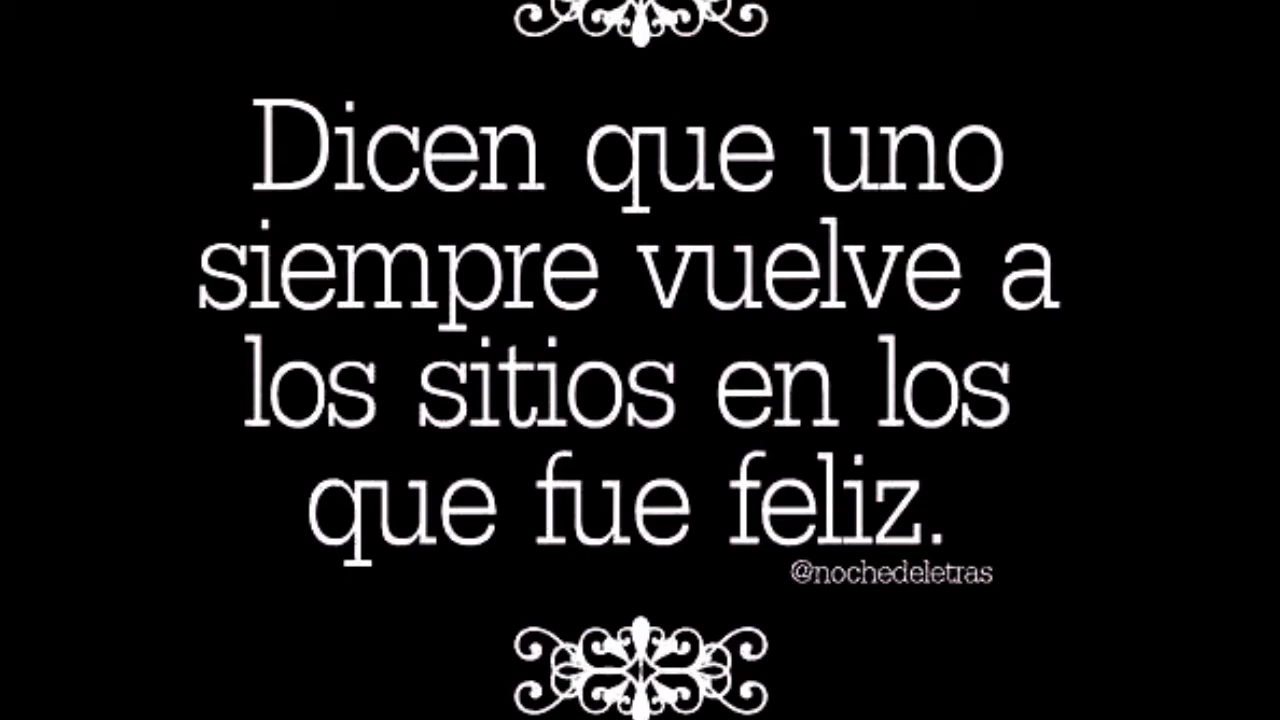 Dicen que uno
siempre vuelve a
los sitios en los
que fue feliz.
@nochedeletras